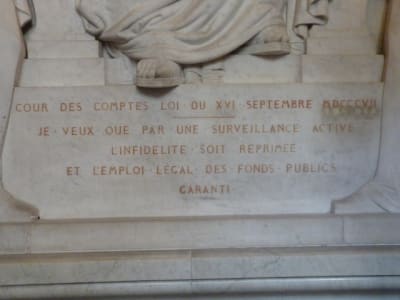 COUR DES COMPTES LOI DU XVI SEPTEMBRE MDCCCVII
JE · VEUX QUE PAR UNE SURVEILLANCE ACTIVE
L'INFIDELITE · SOIT REPRIMEE
ET L'EMPLOI · LEGAL · DES · FONDS · PUBLICS
GARANTI